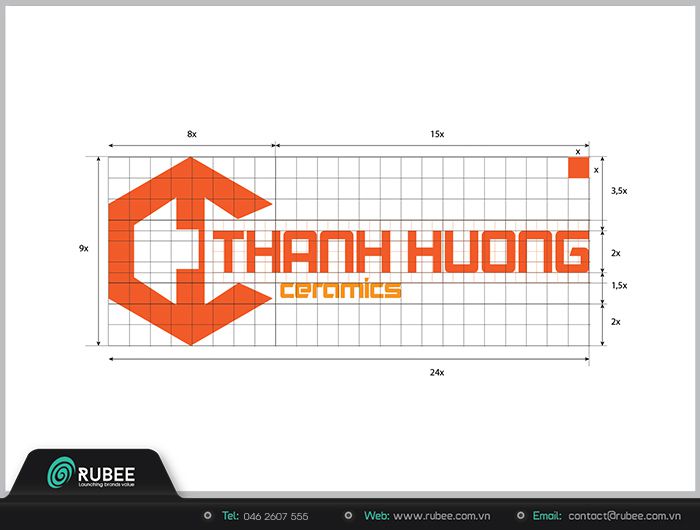 8x
15x
x
x
3,5x
9x
THANH HUONG
2x
ceramics
1,5x
2x
24x
RUBEE
Launching brands value
Tel: 046 2607 555
Web: www.rubee.com.vn
Email: contact@rubee.com.vn